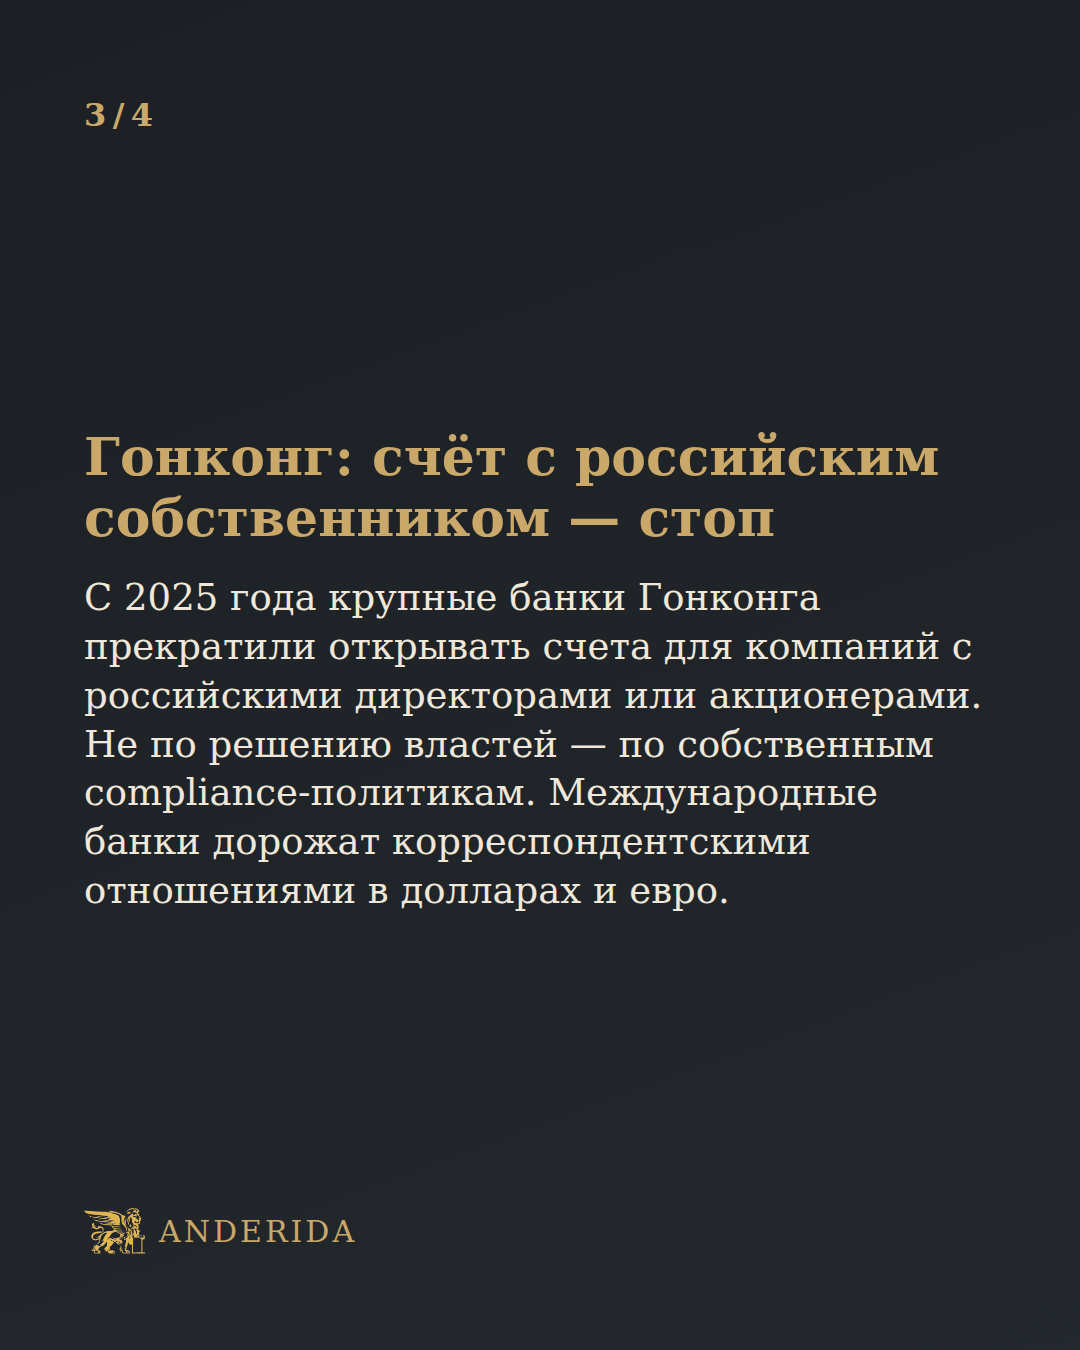 3/4
Гонконг: счёт с российским
собственником — стоп
С 2025 года крупные банки Гонконга
прекратили открывать счета для компаний с
российскими директорами или акционерами.
Не по решению властей — по собственным
compliance-политикам. Международные
банки дорожат корреспондентскими
отношениями в долларах и евро.
ANDERIDA